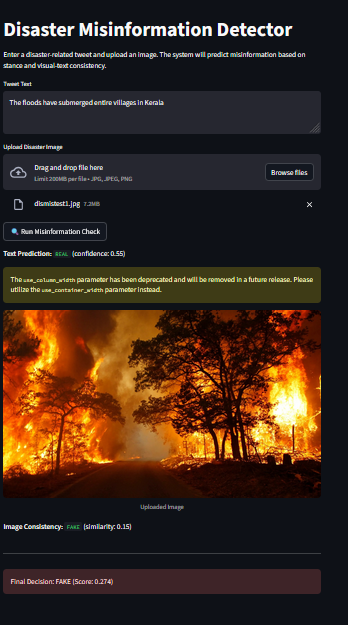 Disaster Misinformation Detector
Enter a disaster-related tweet and upload an image. The system will predict misinformation based on
stance and visual-text consistency.
Tweet Text
The floods have submerged entire villages in Kerala
Upload Disaster Image
Drag and drop file here
Limit 200MB per file • JPG, JPEG, PNG
Browse files
dismistest1.jpg 7.2MB
Run Misinformation Check
Text Prediction: REAL (confidence: 0.55)
The use_column_width parameter has been deprecated and will be removed in a future release. Please
utilize the use_container_width parameter instead.
Uploaded Image
Image Consistency: FAKE (similarity: 0.15)
Final Decision: FAKE (Score: 0.274)